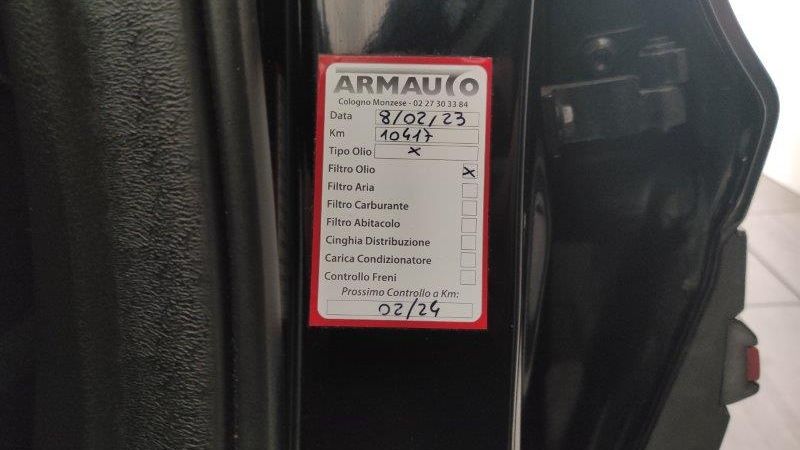 ARMAUTO
Cologno Monzese - 02 27 30 33 84
Data 8/02/23
Km 10417
Tipo Olio x
Filtro Olio x
Filtro Aria
Filtro Carburante
Filtro Abitacolo
Cinghia Distribuzione
Carica Condizionatore
Controllo Freni
Prossimo Controllo a Km:
02/24